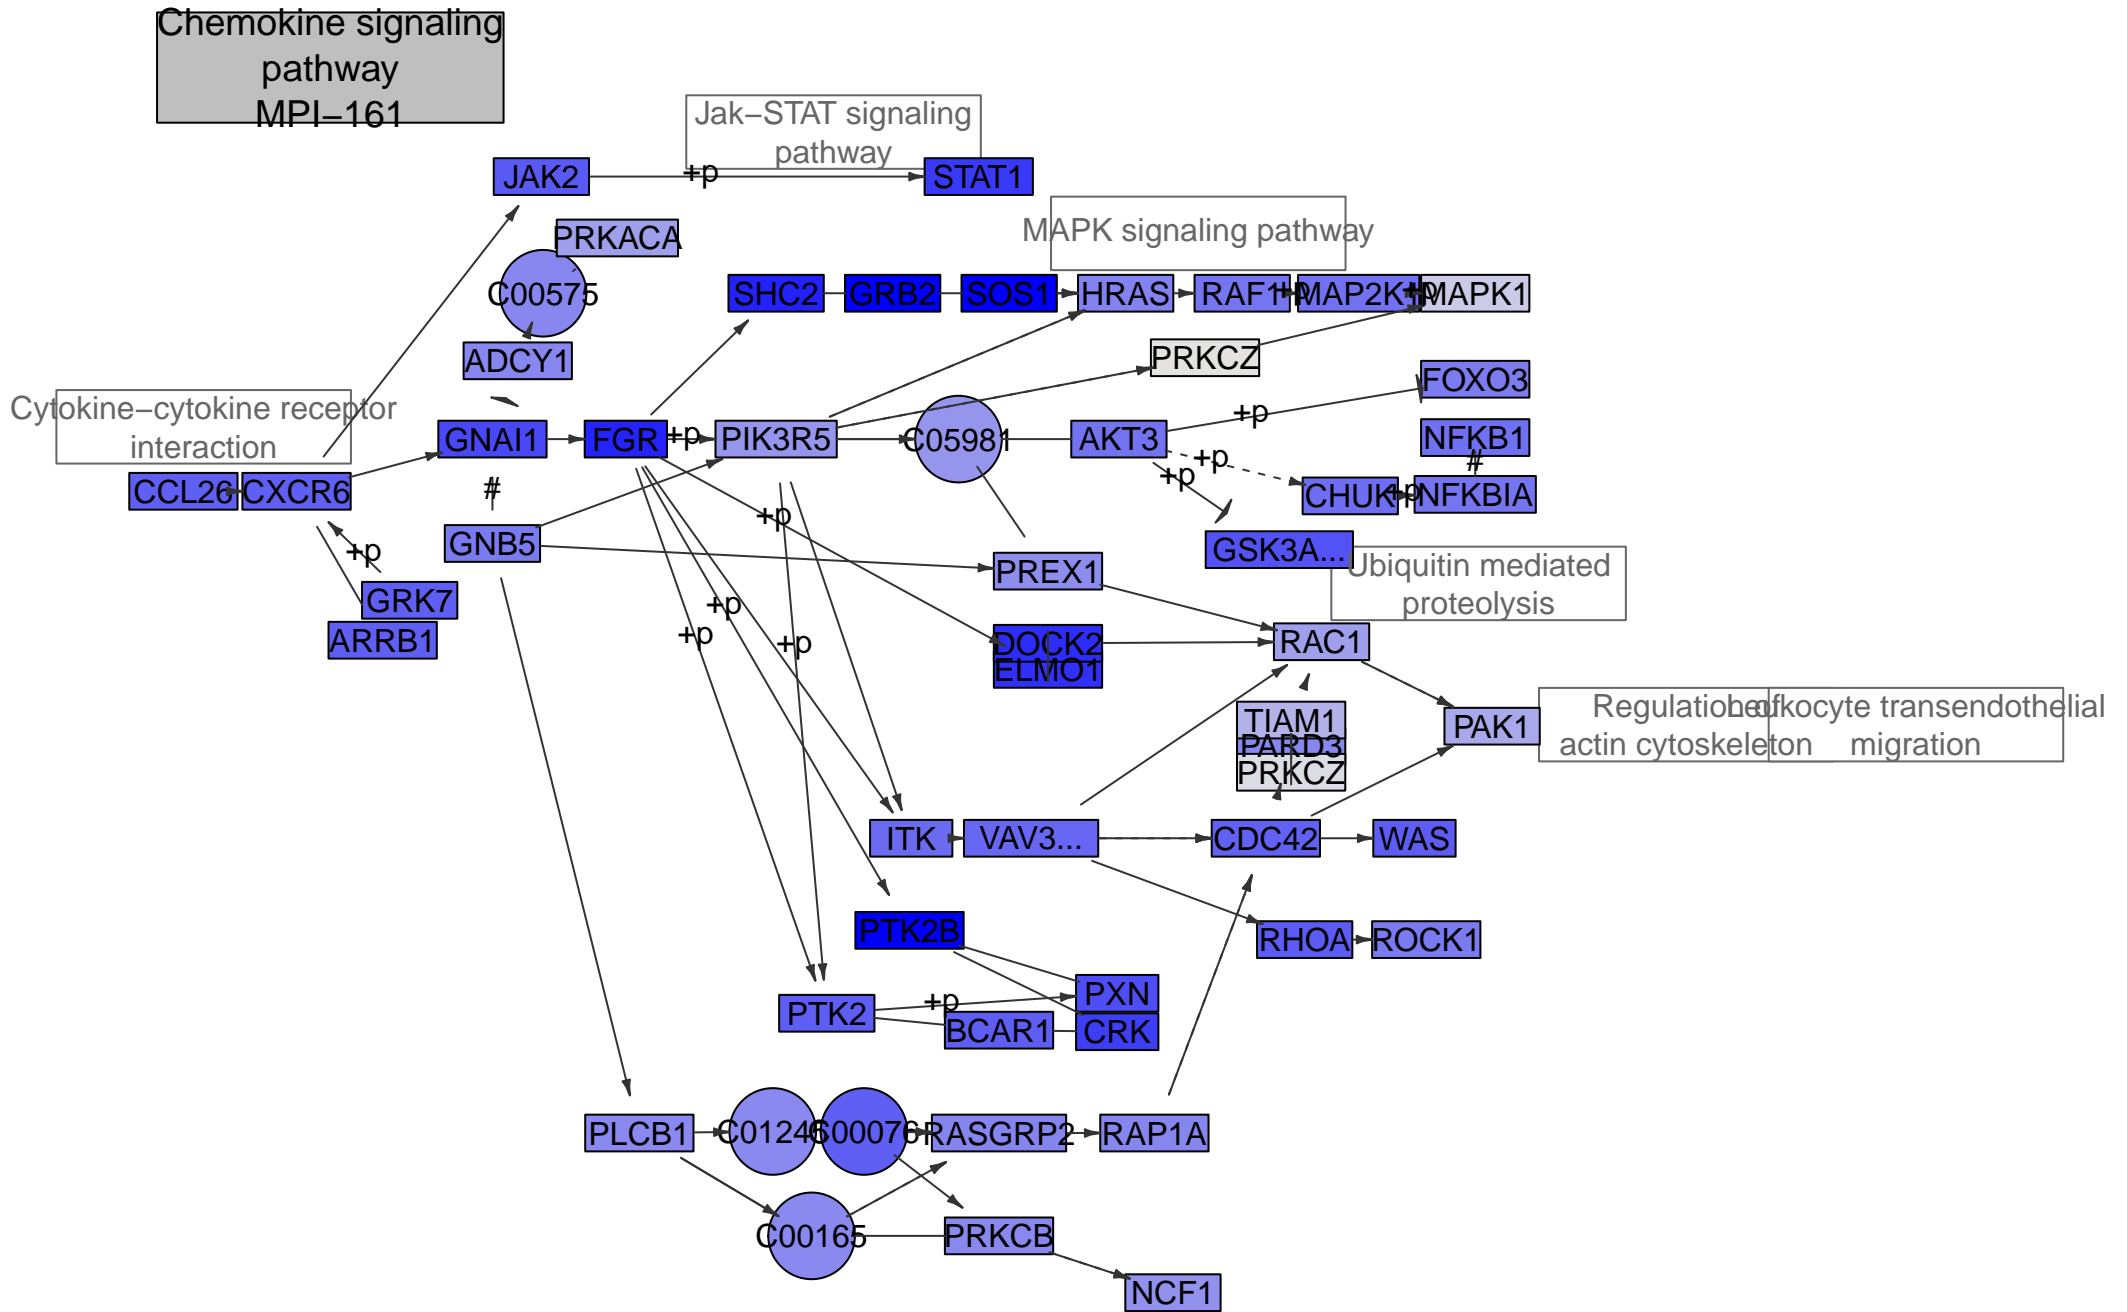 Chemokine signaling
pathway
MPI−161
Jak−STAT signaling
pathway
JAK2
+p
STAT1
PRKACA
MAPK signaling pathway
C00575
SHC2
GRB2
SOS1
HRAS
RAF1
+p
MAP2K1
+p
MAPK1
ADCY1
PRKCZ
FOXO3
Cytokine−cytokine receptor
interaction
+p
GNAI1
FGR
+p
PIK3R5
C05981
AKT3
NFKB1
+p
#
+p
CCL26
CXCR6
#
CHUK
+p
NFKBIA
+p
GNB5
+p
GSK3A...
Ubiquitin mediated
proteolysis
PREX1
GRK7
+p
+p
+p
ARRB1
DOCK2
ELMO1
RAC1
TIAM1
PARD3
PRKCZ
PAK1
Regulation of
actin cytoskeleton
Leukocyte transendothelial
migration
ITK
VAV3...
CDC42
WAS
PTK2B
RHOA
ROCK1
PTK2
+p
PXN
BCAR1
CRK
PLCB1
C01245
C00076
RASGRP2
RAP1A
C00165
PRKCB
NCF1